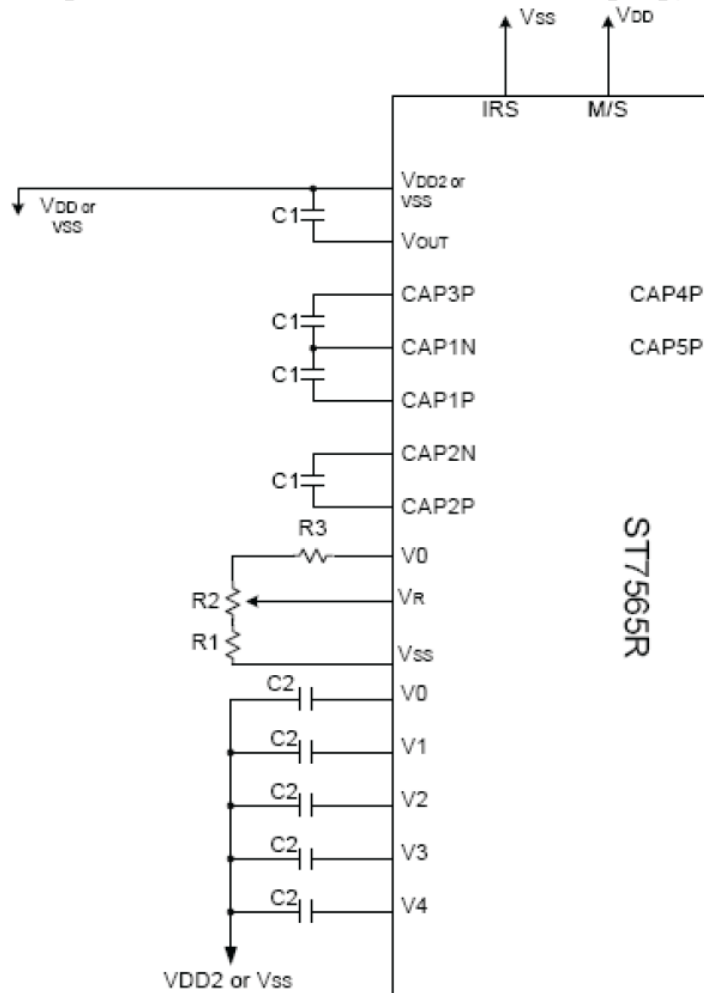 Vss
VDD
IRS
M/S
VDD2 or
VSS
VDD or
VSS
C1
VOUT
CAP3P
CAP4P
C1
CAP1N
CAP5P
C1
CAP1P
CAP2N
C1
CAP2P
R3
V0
R2
VR
R1
Vss
ST7565R
C2
V0
C2
V1
C2
V2
C2
V3
C2
V4
VDD2 or Vss